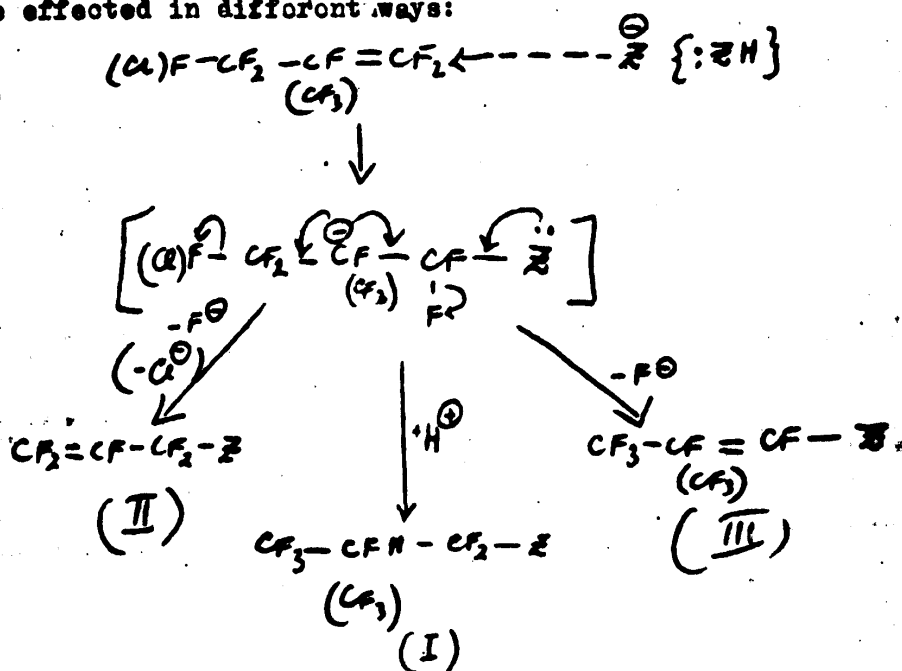 e effected in difforont ways:
(Cl)F-CF2-CF=CF2<------Z⊖ {:ZH}
(CF3)
[(Cl)F-CF2-⊖CF-CF-Z̈]
(CF3) F
-F⊖
(-Cl⊖)
+H⊕
-F⊖
CF2=CF-CF2-Z
(II)
CF3-CF=CF-Z.
(CF3)
(III)
CF3-CFH-CF2-Z
(CF3)
(I)